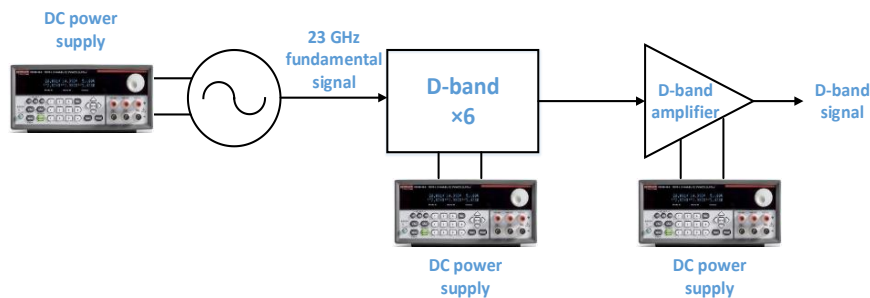 DC power
supply
23 GHz
fundamental
signal
D-band
×6
D-band
amplifier
D-band
signal
DC power
supply
DC power
supply